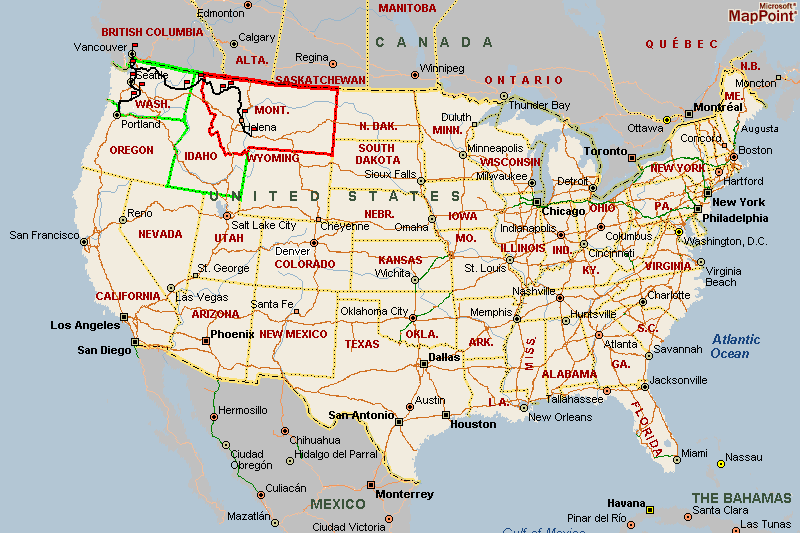 Microsoft®
MapPoint®
MANITOBA
Edmonton
BRITISH COLUMBIA
Calgary
CANADA
QUÉBEC
Vancouver
ALTA.
Regina
Winnipeg
N.B.
SASKATCHEWAN
ONTARIO
Moncton
Seattle
ME.
Thunder Bay
WASH.
MONT.
Montréal
Portland
Helena
N. DAK.
Duluth
MINN.
Ottawa
Augusta
Concord
OREGON
IDAHO
WYOMING
SOUTH
DAKOTA
Minneapolis
WISCONSIN
Toronto
Boston
Sioux Falls
Milwaukee
Detroit
NEW YORK
Hartford
UNITED STATES
New York
Chicago
PA.
Philadelphia
Reno
NEBR.
IOWA
OHIO
Salt Lake City
Cheyenne
Omaha
Indianapolis
Columbus
San Francisco
NEVADA
UTAH
MO.
ILLINOIS
IND.
Washington, D.C.
Denver
Cincinnati
COLORADO
KANSAS
St. Louis
KY.
VIRGINIA
Virginia
Beach
St. George
Wichita
CALIFORNIA
Las Vegas
Nashville
Charlotte
Santa Fe
Oklahoma City
Memphis
Huntsville
Los Angeles
ARIZONA
S.C.
Phoenix
NEW MEXICO
OKLA.
TEXAS
ARK.
MISS.
Atlanta
Atlantic
Ocean
San Diego
Dallas
GA.
Savannah
ALABAMA
Jacksonville
Austin
LA.
Tallahassee
Hermosillo
San Antonio
Houston
New Orleans
FLORIDA
Chihuahua
Ciudad
Obregón
Hidalgo del Parral
Miami
Nassau
Culiacán
Monterrey
MEXICO
THE BAHAMAS
Havana
Santa Clara
Mazatlán
Ciudad Victoria
Pinar del Río
Las Tunas
Gulf of Mexico